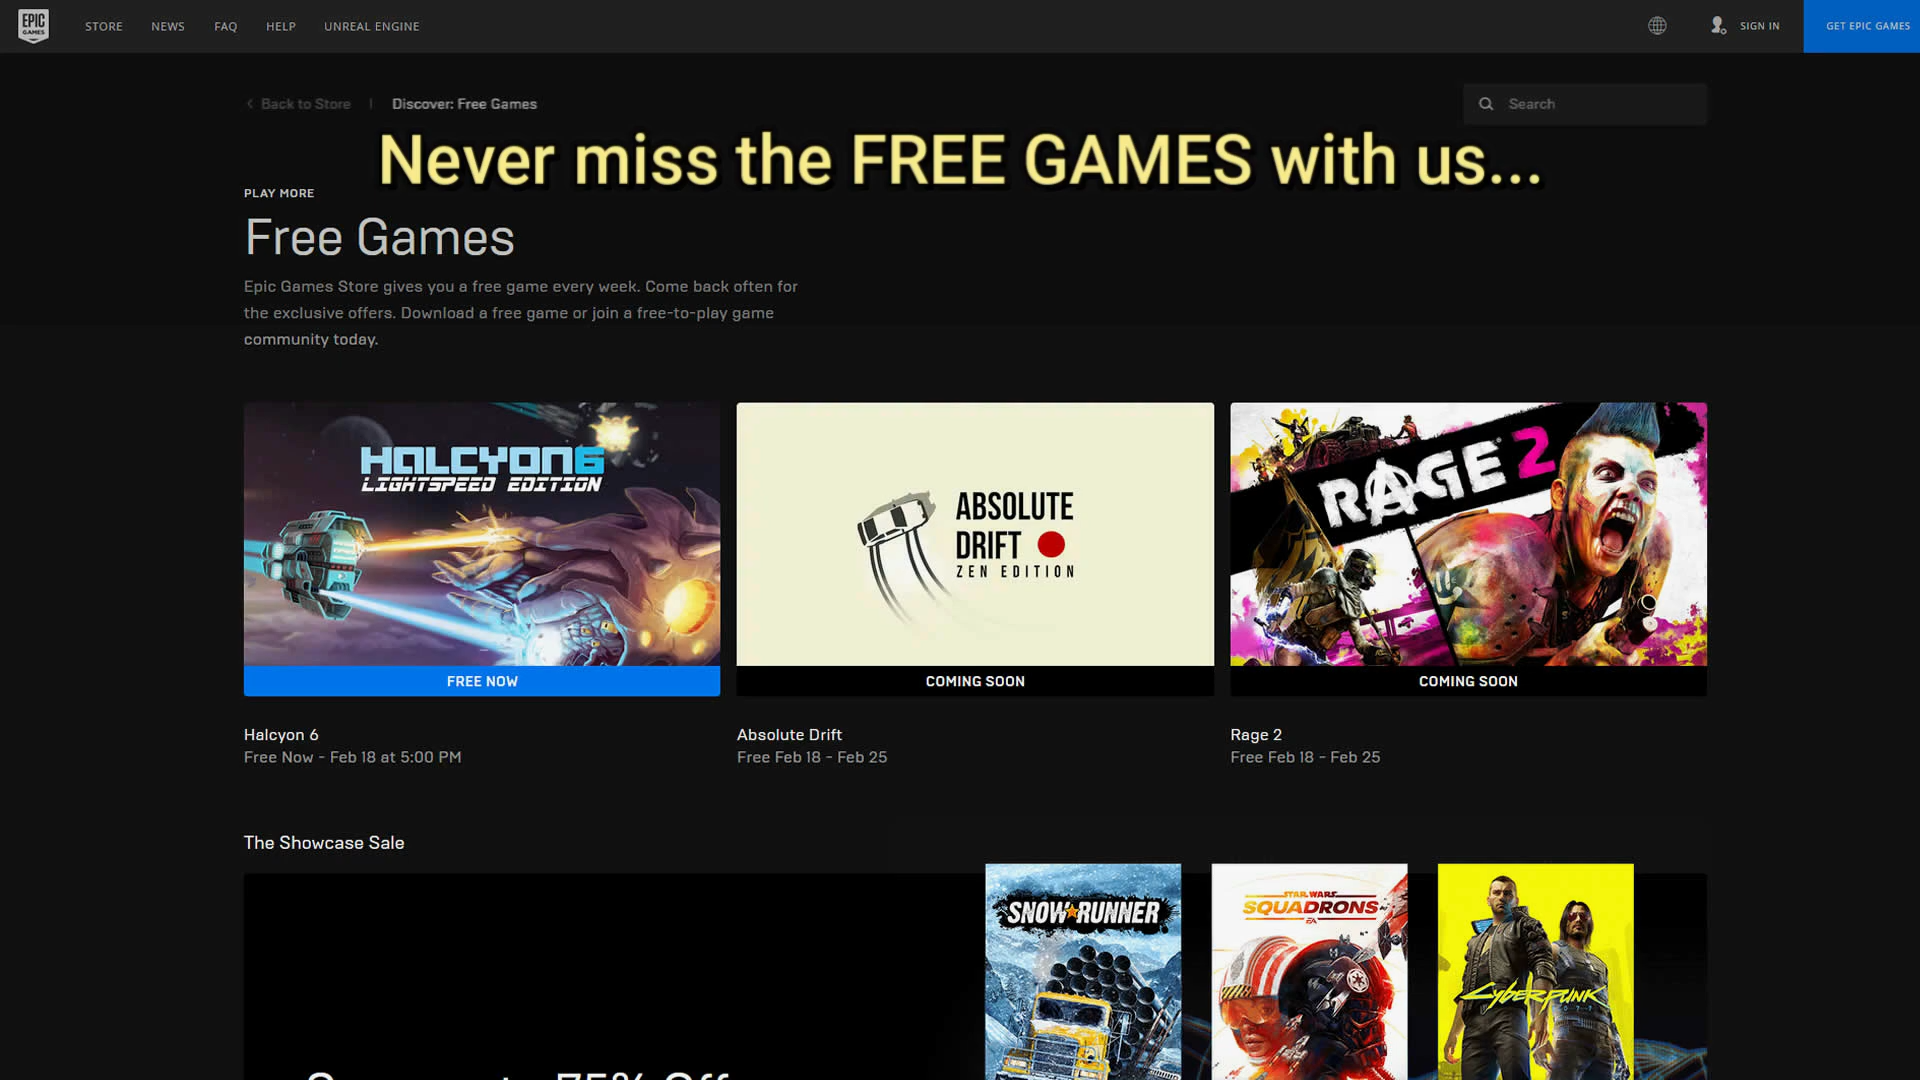 EPIC
GAMES
STORE
NEWS
FAQ
HELP
UNREAL ENGINE
SIGN IN
GET EPIC GAMES
Back to Store
Discover: Free Games
Search
Never miss the FREE GAMES with us...
PLAY MORE
Free Games
Epic Games Store gives you a free game every week. Come back often for
the exclusive offers. Download a free game or join a free-to-play game
community today.
HALCYON6
LIGHTSPEED EDITION
FREE NOW
Halcyon 6
Free Now - Feb 18 at 5:00 PM
ABSOLUTE
DRIFT
ZEN EDITION
COMING SOON
Absolute Drift
Free Feb 18 - Feb 25
RAGE 2
COMING SOON
Rage 2
Free Feb 18 - Feb 25
The Showcase Sale
SNOWRUNNER
STAR WARS
SQUADRONS
EA
Cyberpunk
2077
75% Off